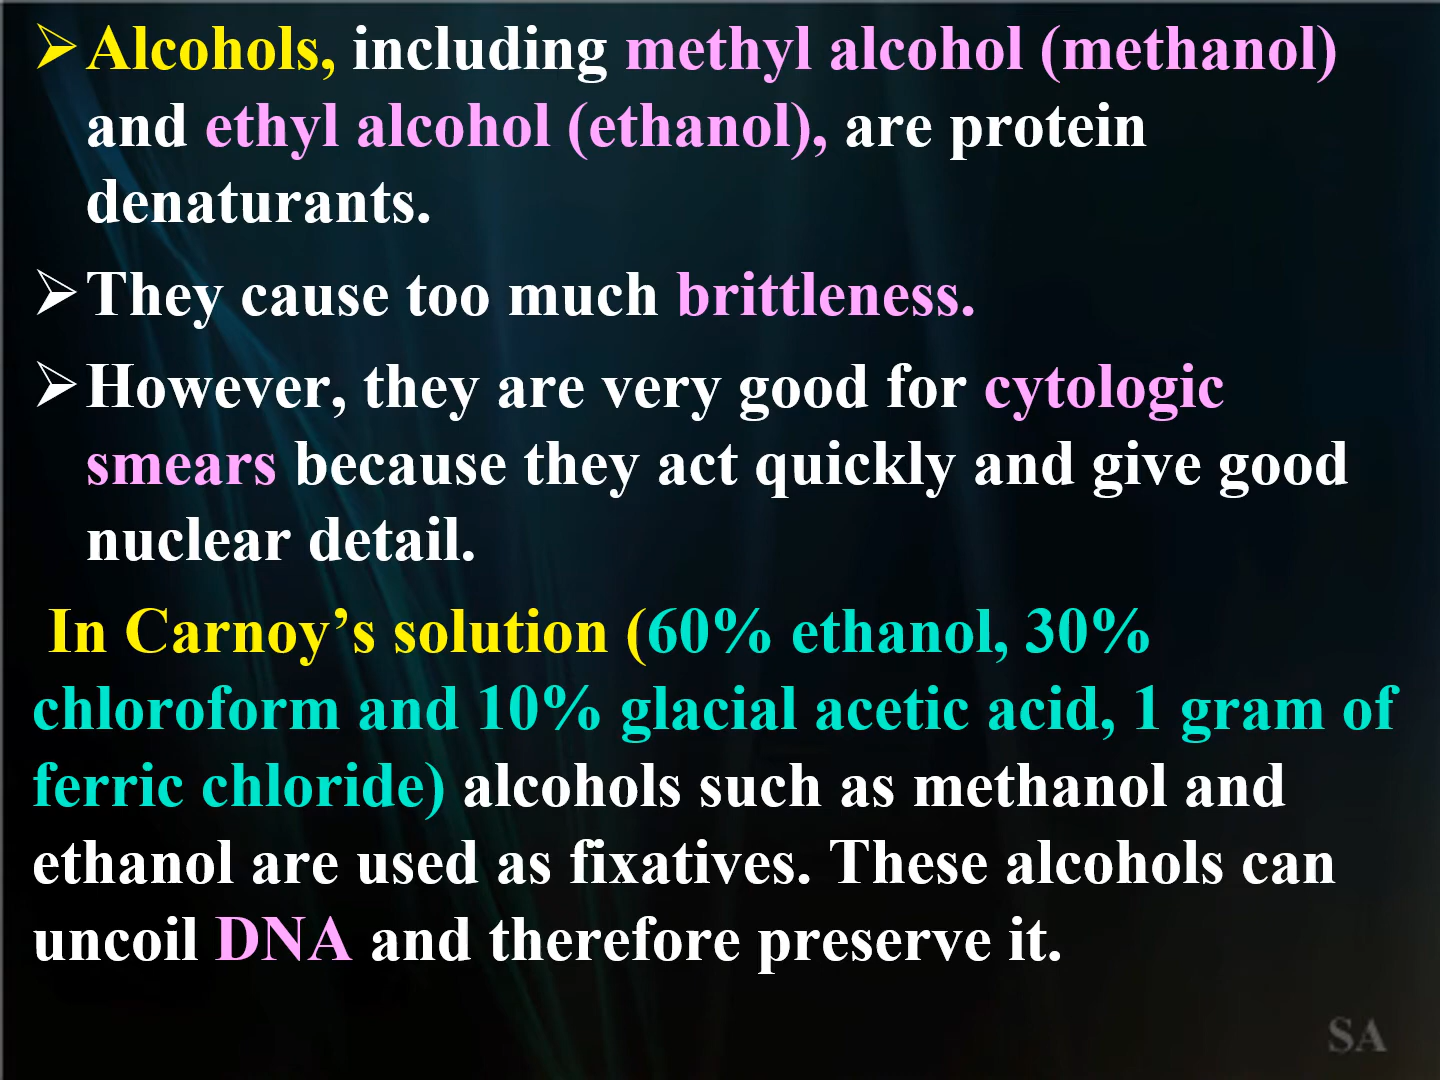 ➢Alcohols, including methyl alcohol (methanol)
and ethyl alcohol (ethanol), are protein
denaturants.
➢They cause too much brittleness.
➢However, they are very good for cytologic
smears because they act quickly and give good
nuclear detail.
In Carnoy’s solution (60% ethanol, 30%
chloroform and 10% glacial acetic acid, 1 gram of
ferric chloride) alcohols such as methanol and
ethanol are used as fixatives. These alcohols can
uncoil DNA and therefore preserve it.
SA